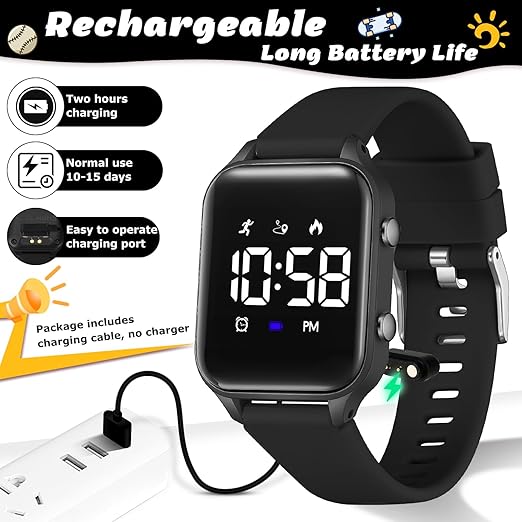 Rechargeable
Long Battery Life
Two hours
charging
Normal use
10-15 days
Easy to operate
charging port
10:58
PM
Package includes
charging cable, no charger